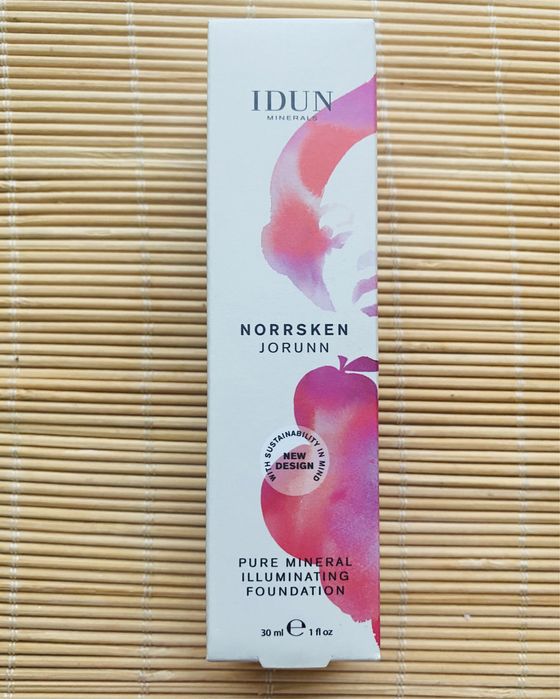 IDUN
MINERALS
NORRSKEN
JORUNN
WITH SUSTAINABILITY IN MIND
NEW
DESIGN
PURE MINERAL
ILLUMINATING
FOUNDATION
30 ml ℮ 1 fl oz